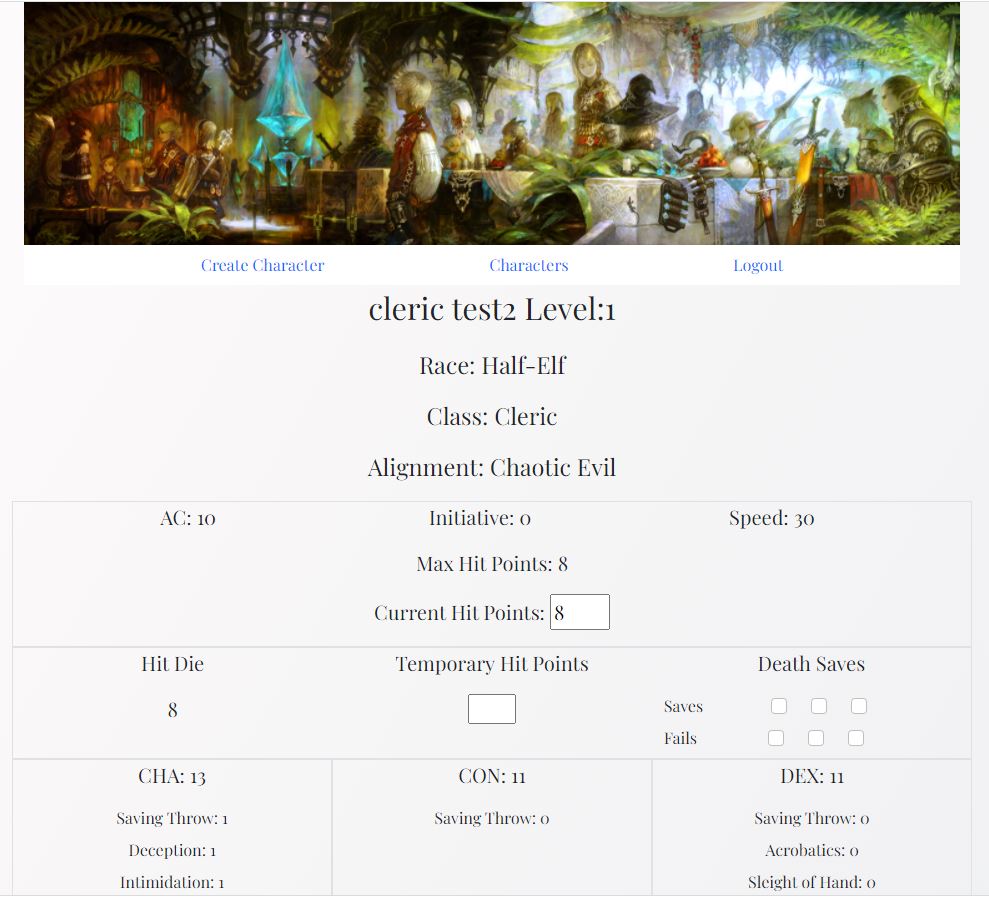 Create Character Characters Logout
cleric test2 Level:1
Race: Half-Elf
Class: Cleric
Alignment: Chaotic Evil
AC: 10 Initiative: 0 Speed: 30
Max Hit Points: 8
Current Hit Points: 8
Hit Die Temporary Hit Points Death Saves
8
Saves
Fails
CHA: 13 CON: 11 DEX: 11
Saving Throw: 1 Saving Throw: 0 Saving Throw: 0
Deception: 1 Acrobatics: 0
Intimidation: 1 Sleight of Hand: 0